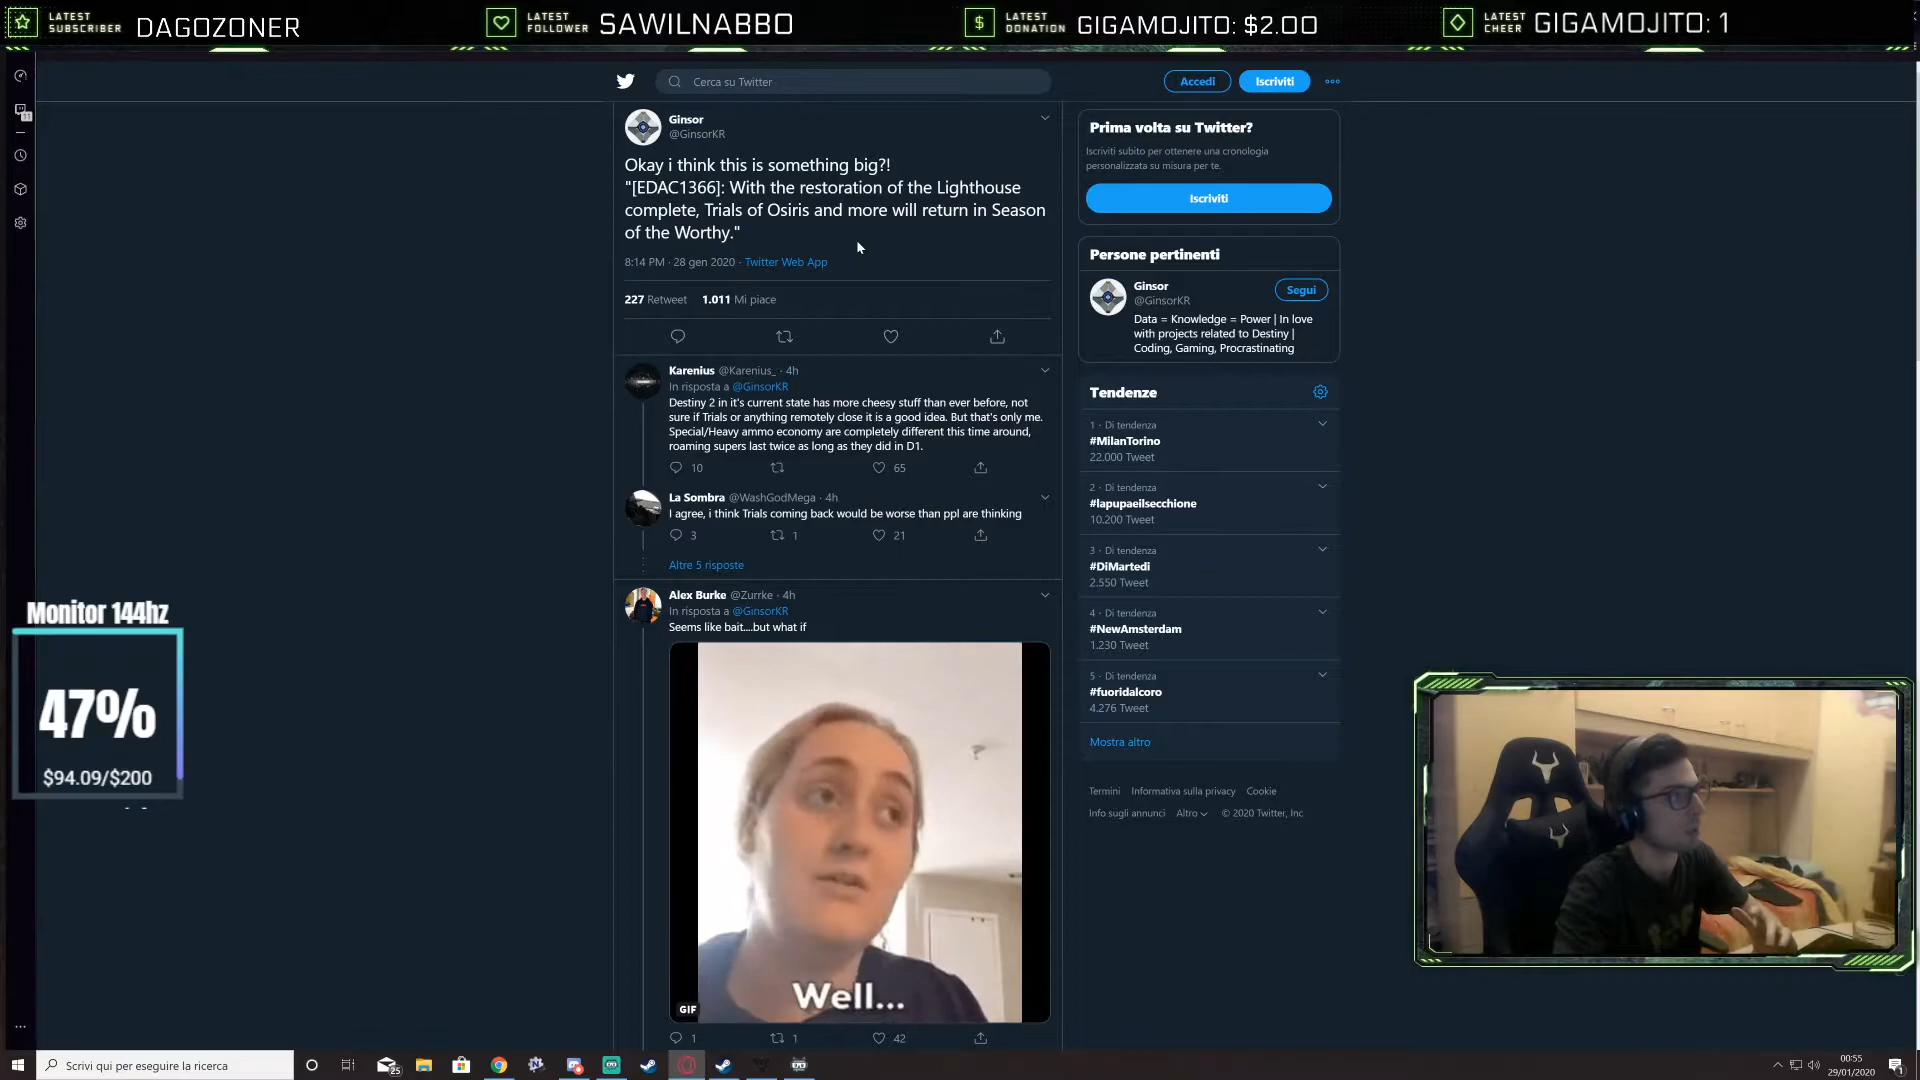 LATEST SUBSCRIBER DAGOZONER
LATEST FOLLOWER SAWILNABBO
LATEST DONATION GIGAMOJITO: $2.00
LATEST CHEER GIGAMOJITO: 1
Cerca su Twitter
Accedi
Iscriviti
Ginsor
@GinsorKR
Okay i think this is something big?!
"[EDAC1366]: With the restoration of the Lighthouse
complete, Trials of Osiris and more will return in Season
of the Worthy."
8:14 PM · 28 gen 2020 · Twitter Web App
227 Retweet 1.011 Mi piace
Karenius @Karenius_ · 4h
In risposta a @GinsorKR
Destiny 2 in it's current state has more cheesy stuff than ever before, not
sure if Trials or anything remotely close it is a good idea. But that's only me.
Special/Heavy ammo economy are completely different this time around,
roaming supers last twice as long as they did in D1.
10 65
La Sombra @WashGodMega · 4h
I agree, i think Trials coming back would be worse than ppl are thinking
3 1 21
Altre 5 risposte
Alex Burke @Zurrke · 4h
In risposta a @GinsorKR
Seems like bait....but what if
Well...
GIF
1 1 42
Prima volta su Twitter?
Iscriviti subito per ottenere una cronologia
personalizzata su misura per te.
Iscriviti
Persone pertinenti
Ginsor
@GinsorKR
Segui
Data = Knowledge = Power | In love
with projects related to Destiny |
Coding, Gaming, Procrastinating
Tendenze
1 · Di tendenza
#MilanTorino
22.000 Tweet
2 · Di tendenza
#lapupaeilsecchione
10.200 Tweet
3 · Di tendenza
#DiMartedi
2.550 Tweet
4 · Di tendenza
#NewAmsterdam
1.230 Tweet
5 · Di tendenza
#fuoridalcoro
4.276 Tweet
Mostra altro
Termini Informativa sulla privacy Cookie
Info sugli annunci Altro © 2020 Twitter, Inc
Monitor 144hz
47%
$94.09/$200
Scrivi qui per eseguire la ricerca
25
00:55
29/01/2020